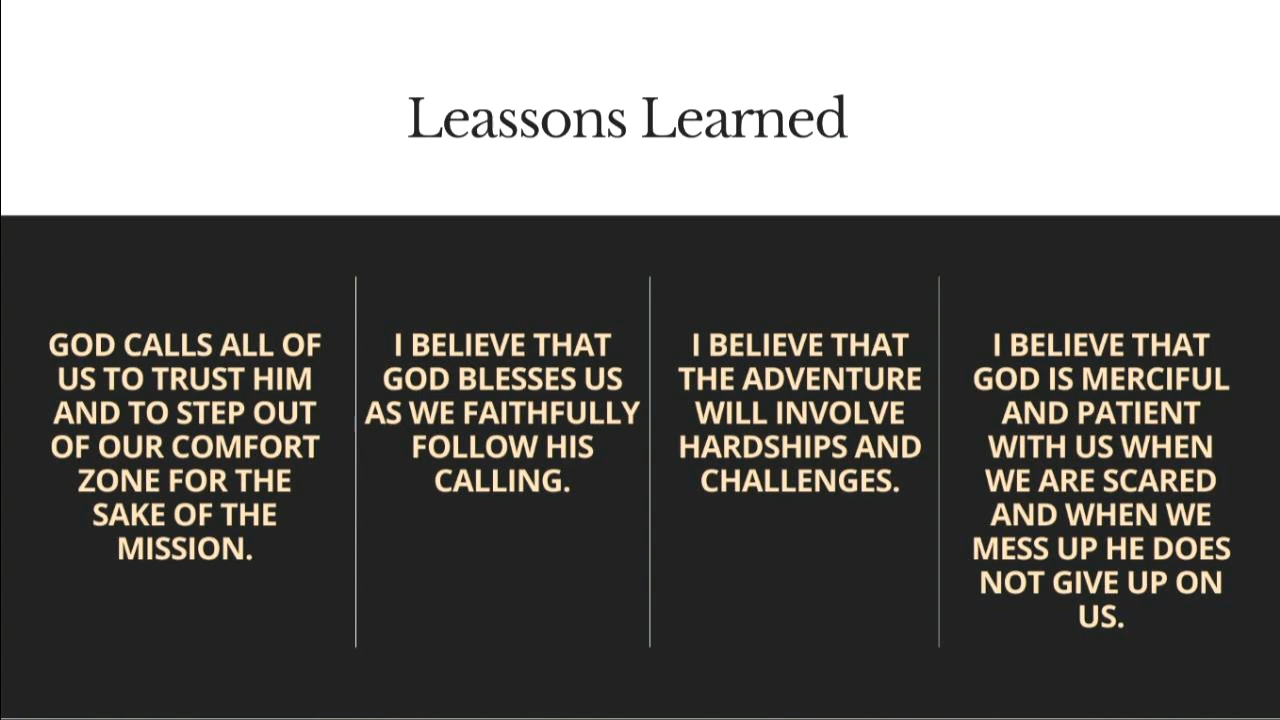 Leassons Learned
GOD CALLS ALL OF
US TO TRUST HIM
AND TO STEP OUT
OF OUR COMFORT
ZONE FOR THE
SAKE OF THE
MISSION.
I BELIEVE THAT
GOD BLESSES US
AS WE FAITHFULLY
FOLLOW HIS
CALLING.
I BELIEVE THAT
THE ADVENTURE
WILL INVOLVE
HARDSHIPS AND
CHALLENGES.
I BELIEVE THAT
GOD IS MERCIFUL
AND PATIENT
WITH US WHEN
WE ARE SCARED
AND WHEN WE
MESS UP HE DOES
NOT GIVE UP ON
US.